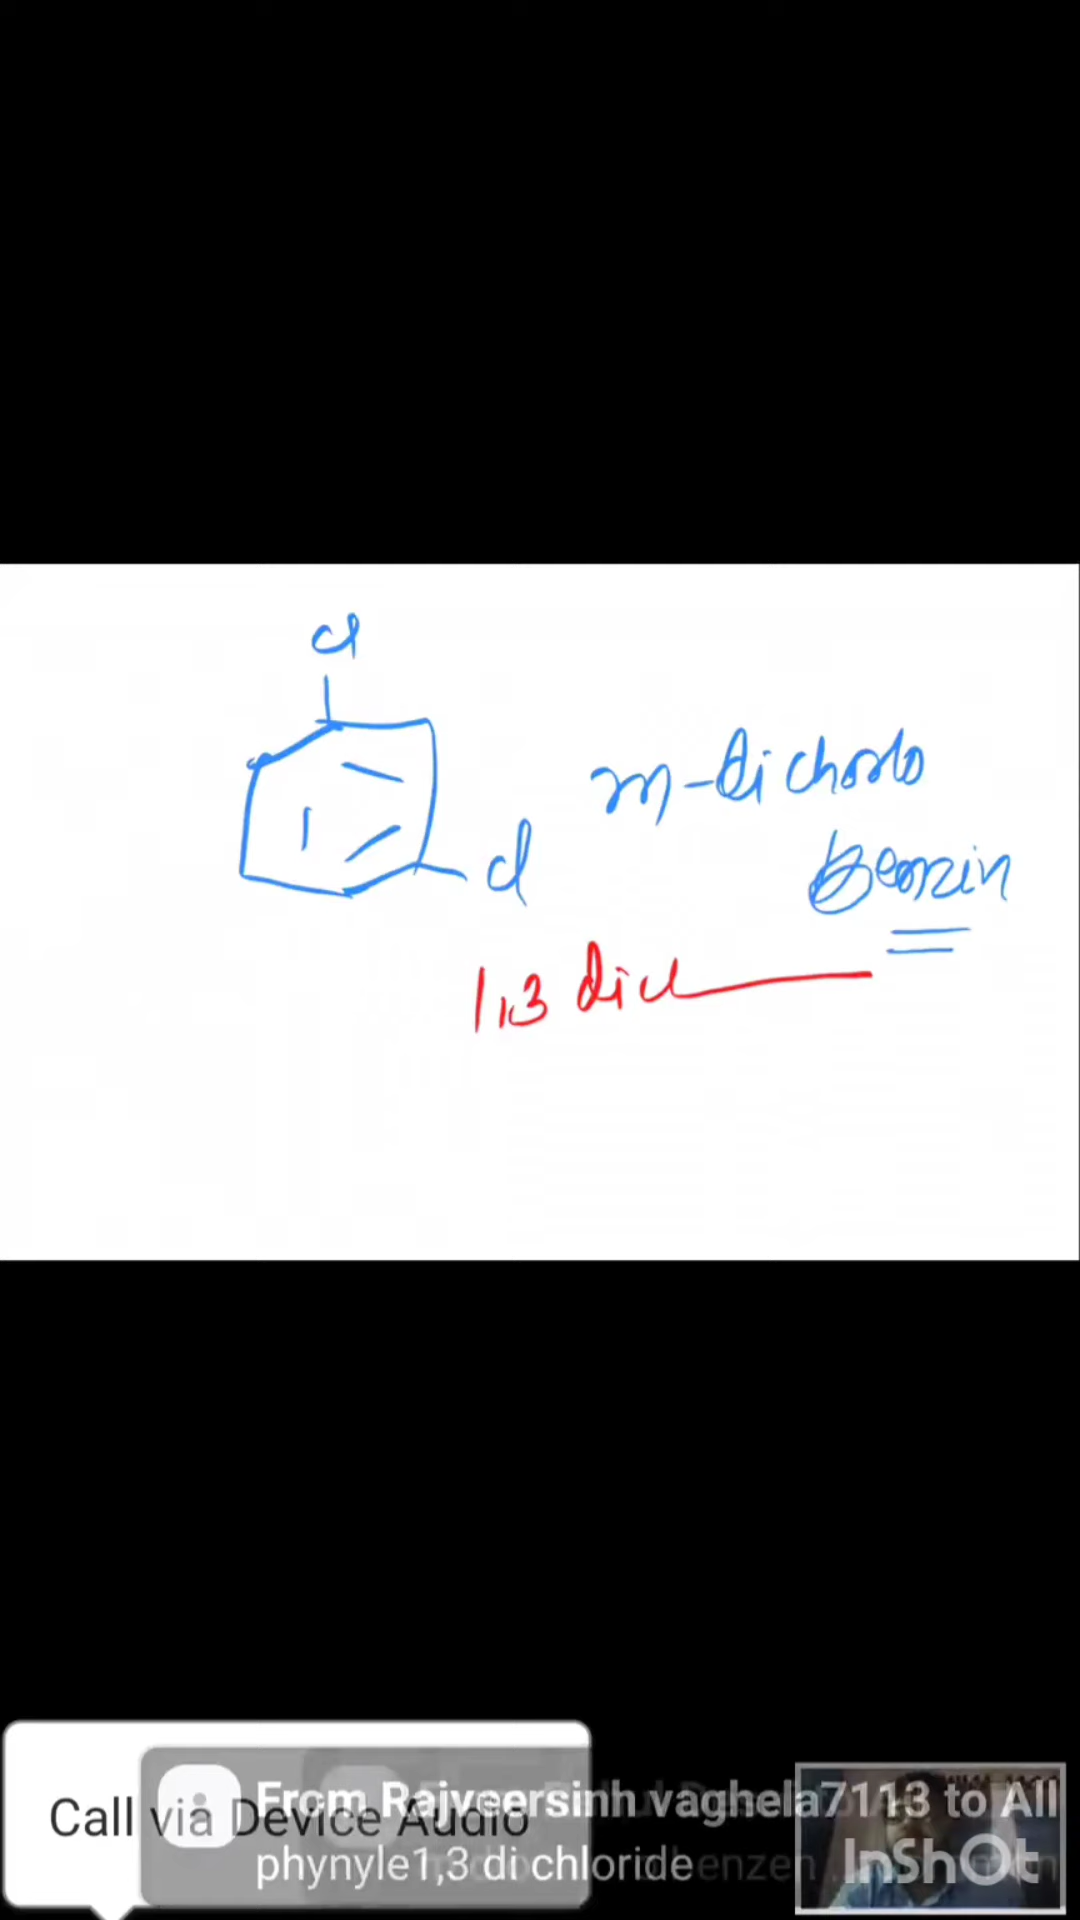 Cl
m-dichorlo
Benzin
Cl
1,3 dicl
Call via Device Audio
From Rajveersinh vaghela7113 to All
phynyle1,3 di chloride
InShOt